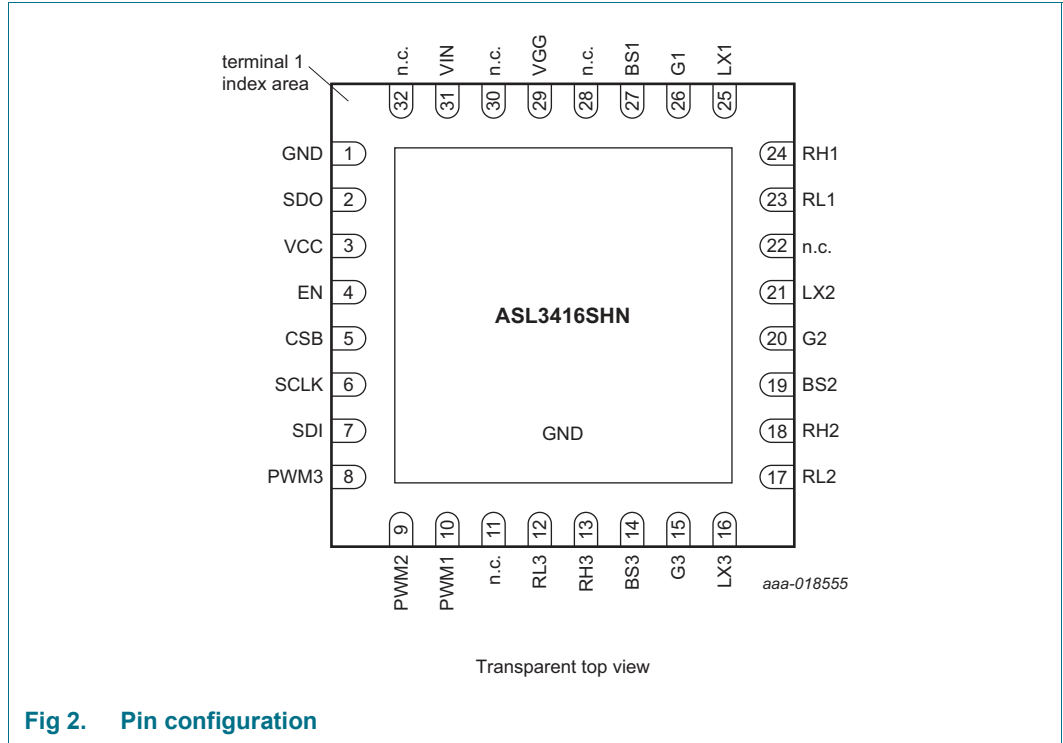 terminal 1
index area
n.c.
VIN
n.c.
VGG
n.c.
BS1
G1
LX1
32
31
30
29
28
27
26
25
GND 1
SDO 2
VCC 3
EN 4
CSB 5
SCLK 6
SDI 7
PWM3 8
24 RH1
23 RL1
22 n.c.
21 LX2
20 G2
19 BS2
18 RH2
17 RL2
ASL3416SHN
GND
9
10
11
12
13
14
15
16
PWM2
PWM1
n.c.
RL3
RH3
BS3
G3
LX3
aaa-018555
Transparent top view
Fig 2. Pin configuration